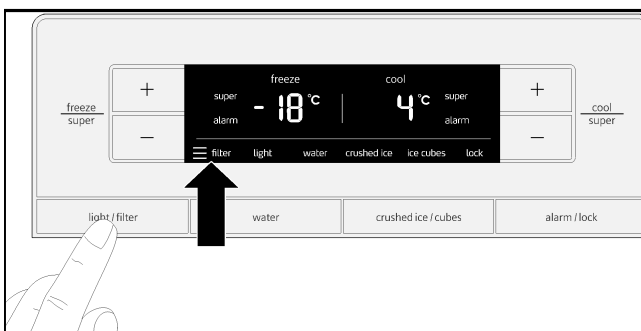 freeze
super
+
−
freeze
cool
super
alarm
-18 °C
4 °C
super
alarm
filter light water crushed ice ice cubes lock
+
−
cool
super
light / filter
water
crushed ice / cubes
alarm / lock